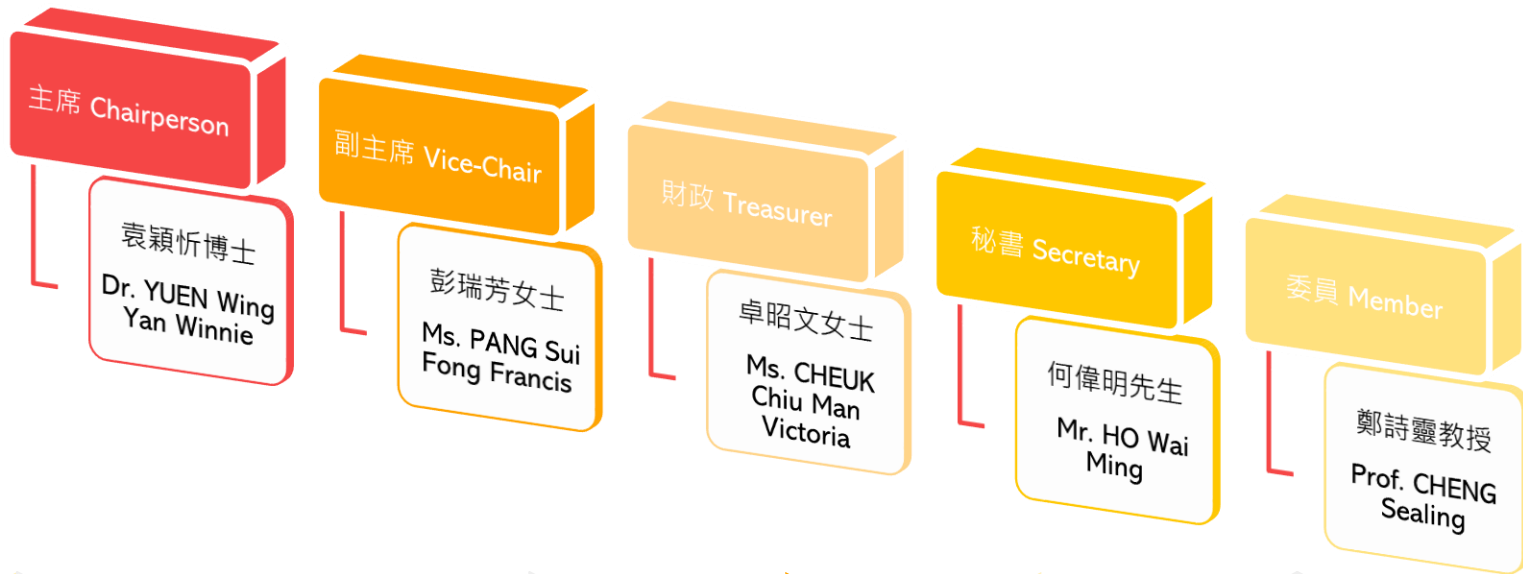 主席 Chairperson
袁穎忻博士
Dr. YUEN Wing
Yan Winnie
副主席 Vice-Chair
彭瑞芳女士
Ms. PANG Sui
Fong Francis
財政 Treasurer
卓昭文女士
Ms. CHEUK
Chiu Man
Victoria
秘書 Secretary
何偉明先生
Mr. HO Wai
Ming
委員 Member
鄭詩靈教授
Prof. CHENG
Sealing